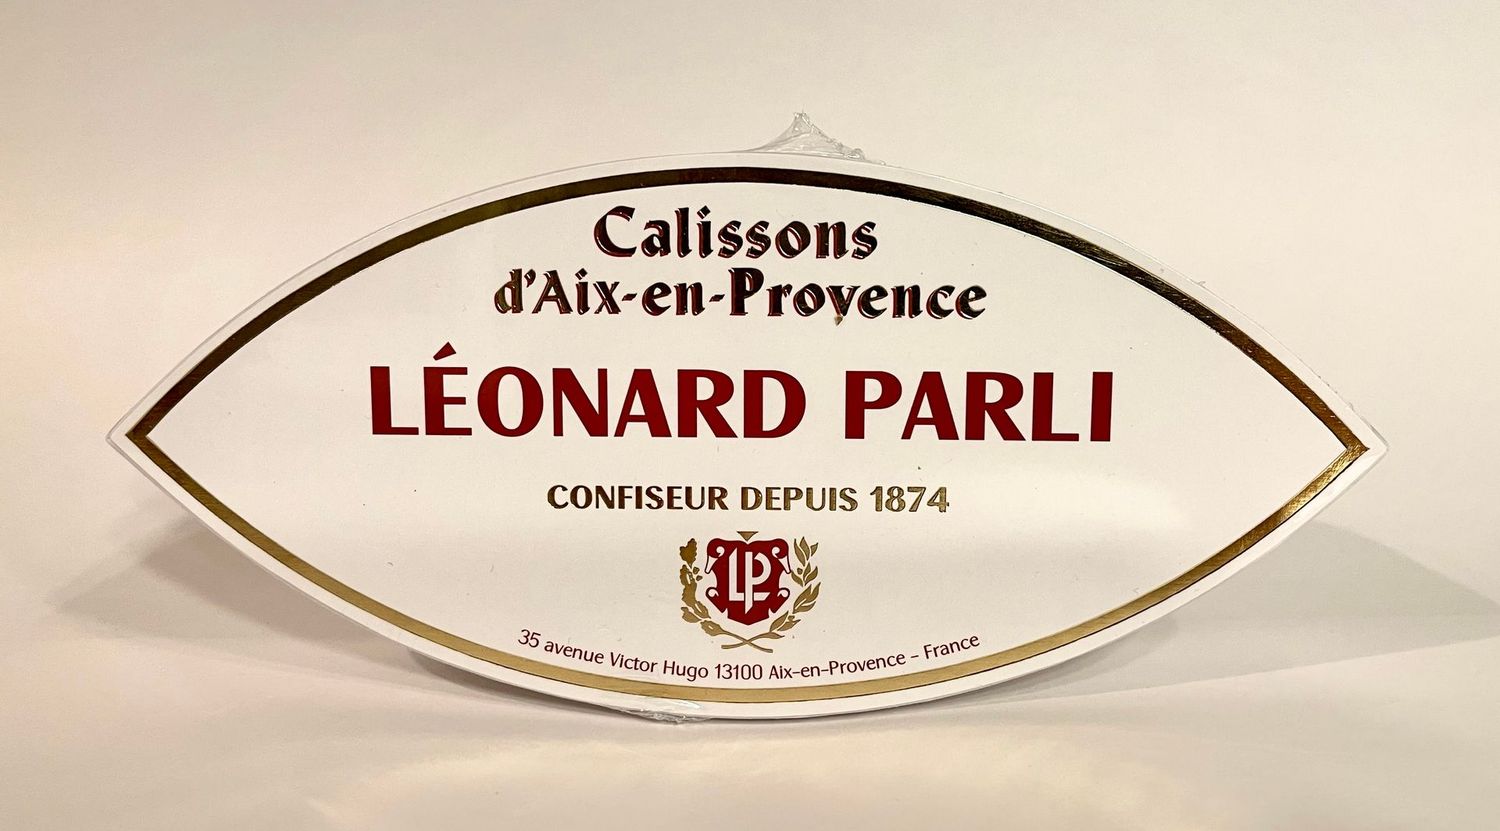 Calissons
d'Aix-en-Provence
LÉONARD PARLI
CONFISEUR DEPUIS 1874
LP
35 avenue Victor Hugo 13100 Aix-en-Provence - France